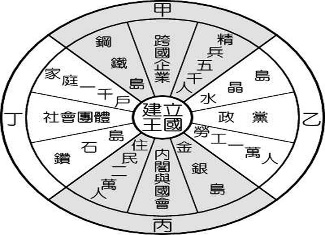 甲
鋼鐵島
跨國企業
精兵五千人
水晶島
乙
政黨
勞工一萬人
金銀島
丙
內閣與國會
住民二萬人
鑽石島
丁
社會團體
家庭一千戶
建立
王國